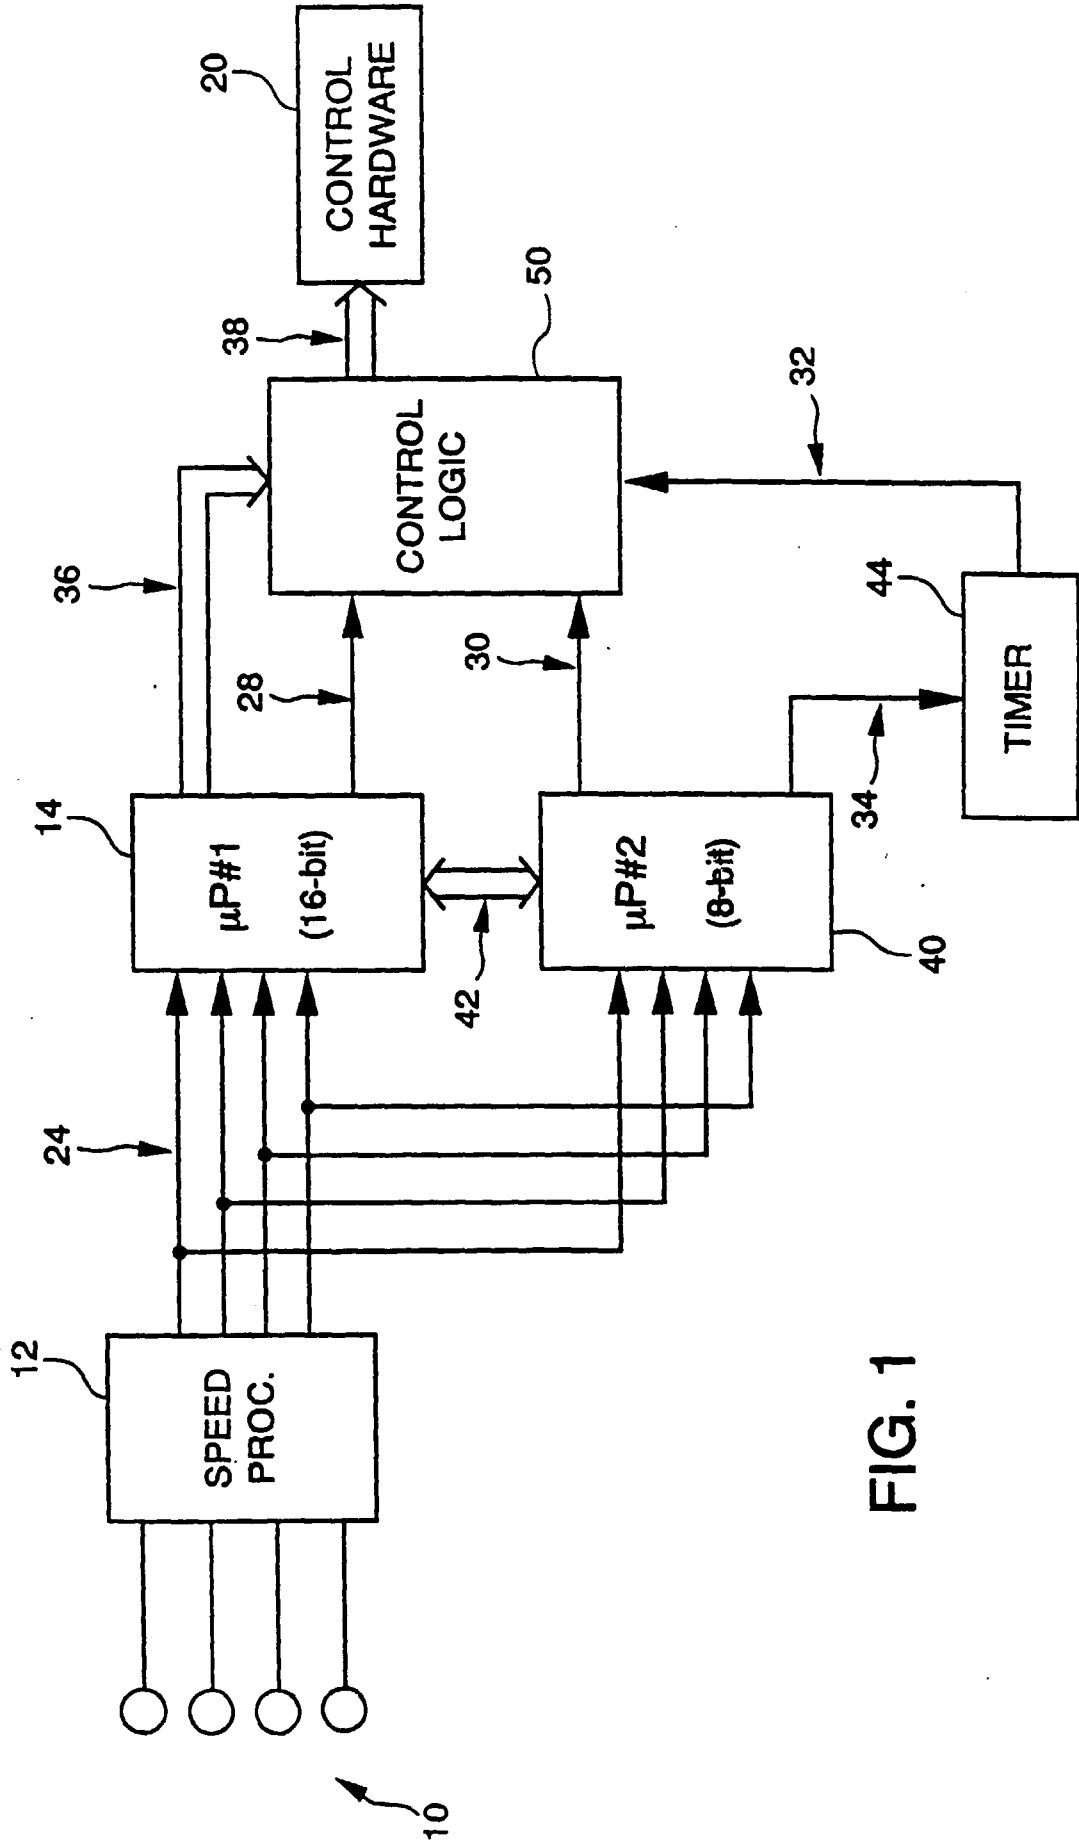 20
CONTROL
HARDWARE
38
50
36
CONTROL
LOGIC
32
28
30
44
TIMER
14
µP#1
(16-bit)
µP#2
(8-bit)
34
42
40
24
12
SPEED
PROC.
10
FIG. 1